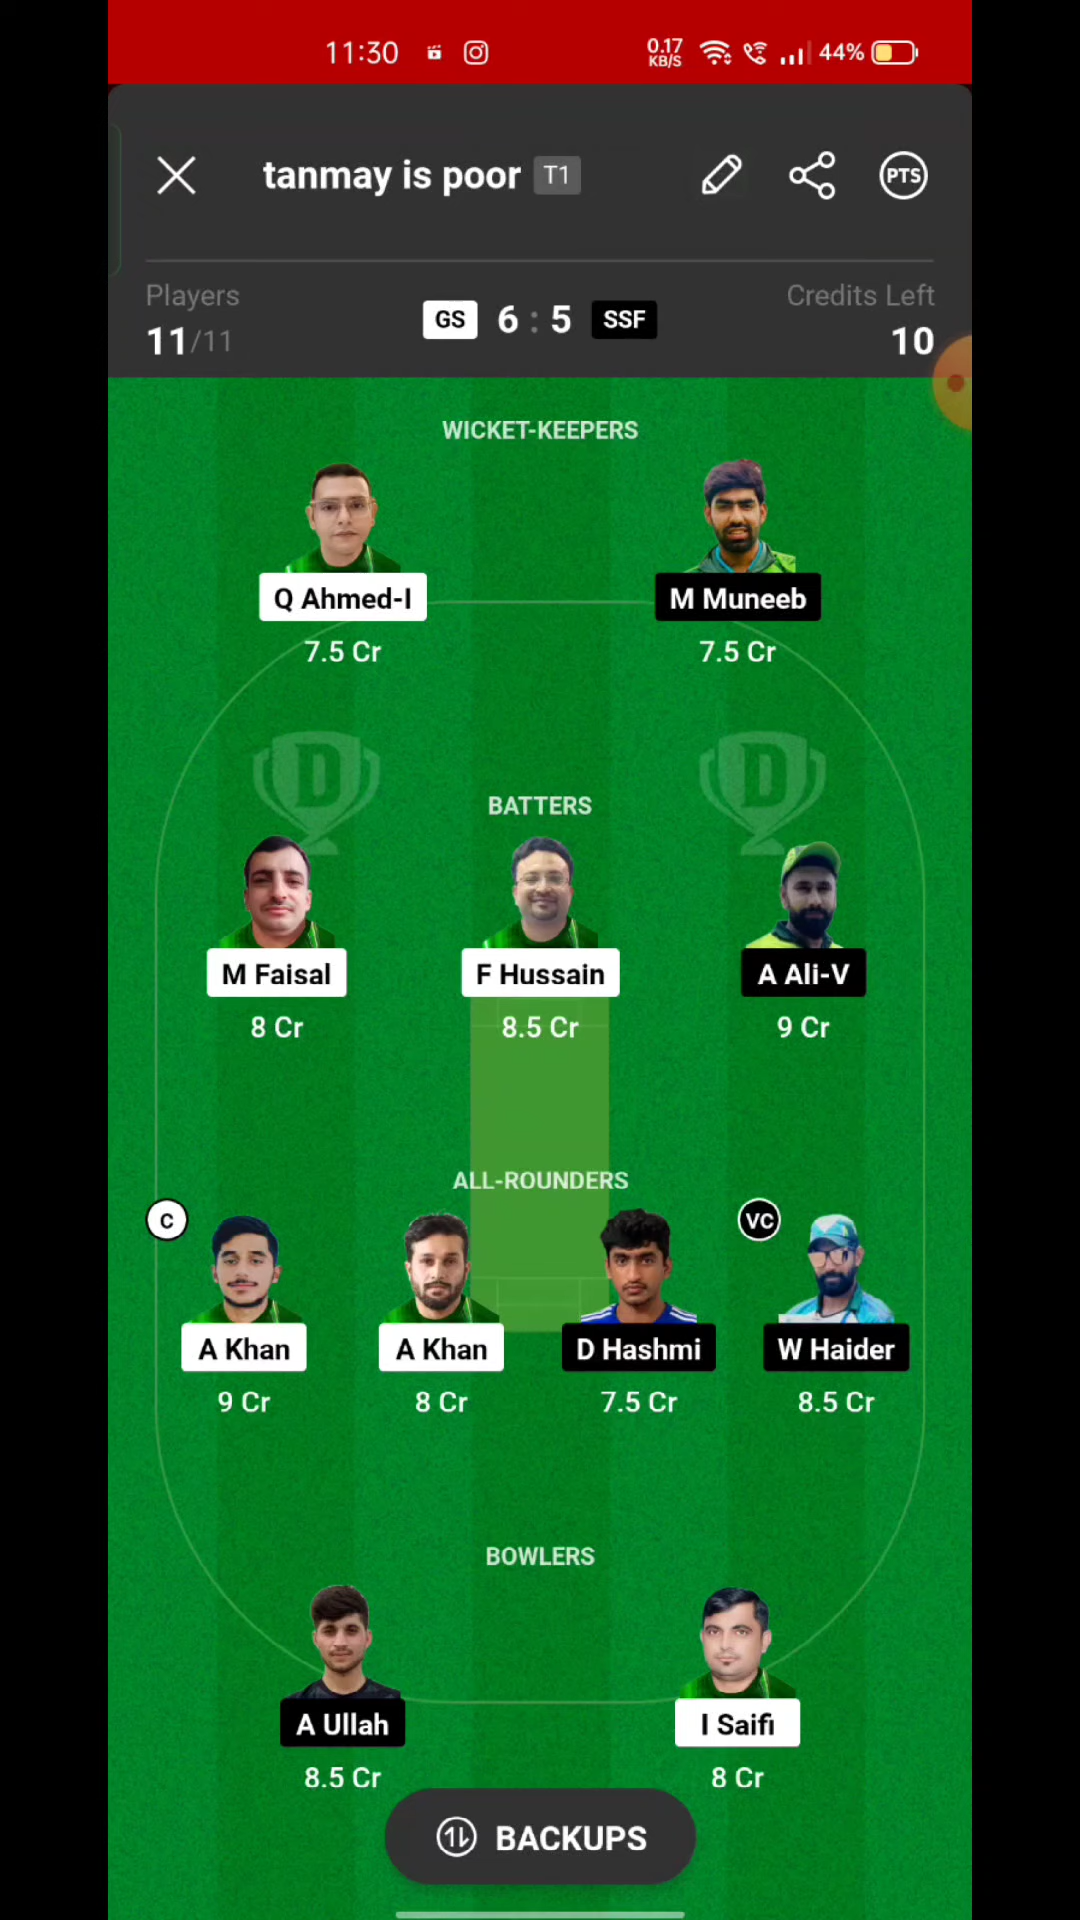 11:30 0.17 KB/S 44%
tanmay is poor T1 PTS
Players Credits Left
GS 6 : 5 SSF
11/11 10
WICKET-KEEPERS
Q Ahmed-I M Muneeb
7.5 Cr 7.5 Cr
D D
BATTERS
M Faisal F Hussain A Ali-V
8 Cr 8.5 Cr 9 Cr
ALL-ROUNDERS
C VC
A Khan A Khan D Hashmi W Haider
9 Cr 8 Cr 7.5 Cr 8.5 Cr
BOWLERS
A Ullah I Saifi
8.5 Cr 8 Cr
BACKUPS